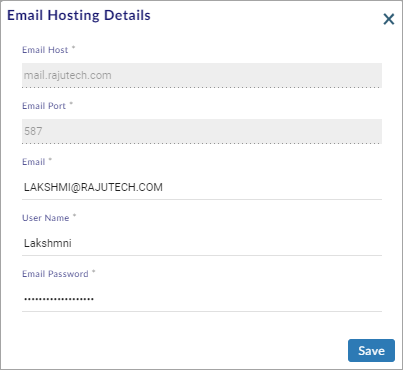 Email Hosting Details
Email Host *
mail.rajutech.com
Email Port *
587
Email *
LAKSHMI@RAJUTECH.COM
User Name *
Lakshmni
Email Password *
•••••••••••••••••••
Save